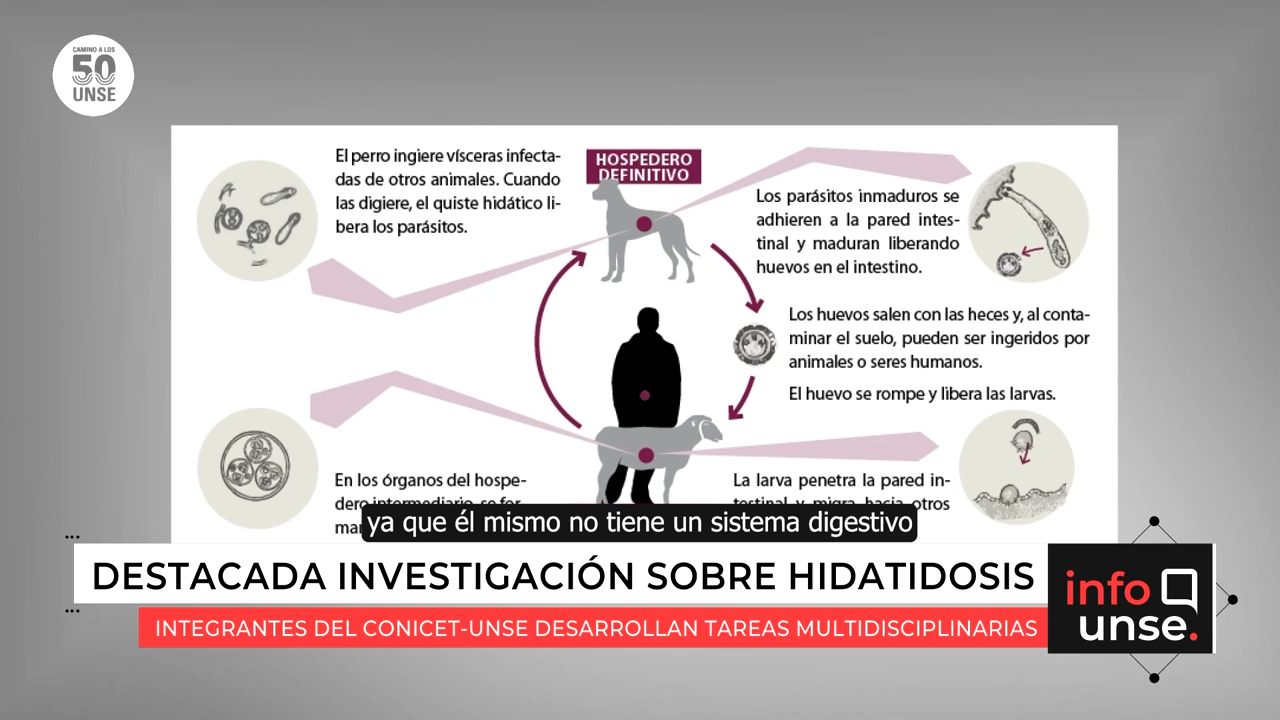 CAMINO A LOS
50
UNSE
El perro ingiere vísceras infecta-
das de otros animales. Cuando
las digiere, el quiste hidático li-
bera los parásitos.
HOSPEDERO
DEFINITIVO
Los parásitos inmaduros se
adhieren a la pared intes-
tinal y maduran liberando
huevos en el intestino.
Los huevos salen con las heces y, al conta-
minar el suelo, pueden ser ingeridos por
animales o seres humanos.
El huevo se rompe y libera las larvas.
En los órganos del hospe-
dero intermediario, se for-
La larva penetra la pared in-
testinal y migra hacia otros
ya que él mismo no tiene un sistema digestivo
DESTACADA INVESTIGACIÓN SOBRE HIDATIDOSIS
INTEGRANTES DEL CONICET-UNSE DESARROLLAN TAREAS MULTIDISCIPLINARIAS
info
unse.